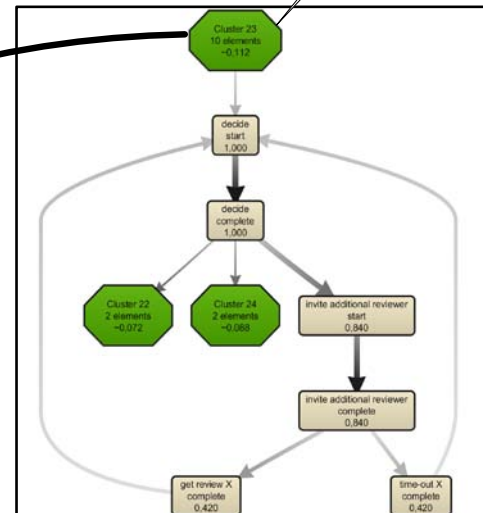 Cluster 23
10 elements
~0,112
decide
start
1,000
decide
complete
1,000
Cluster 22
2 elements
~0,072
Cluster 24
2 elements
~0,088
invite additional reviewer
start
0,840
invite additional reviewer
complete
0,840
get review X
complete
0,420
time-out X
complete
0,420